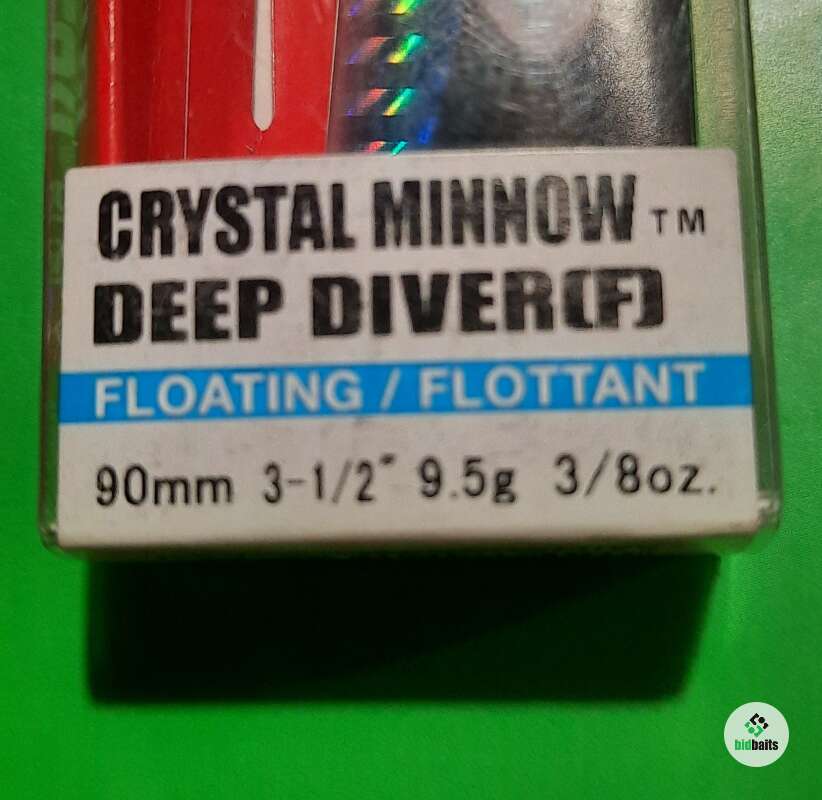 CRYSTAL MINNOW TM
DEEP DIVER(F)
FLOATING / FLOTTANT
90mm 3-1/2" 9.5g 3/8oz.
bidbaits